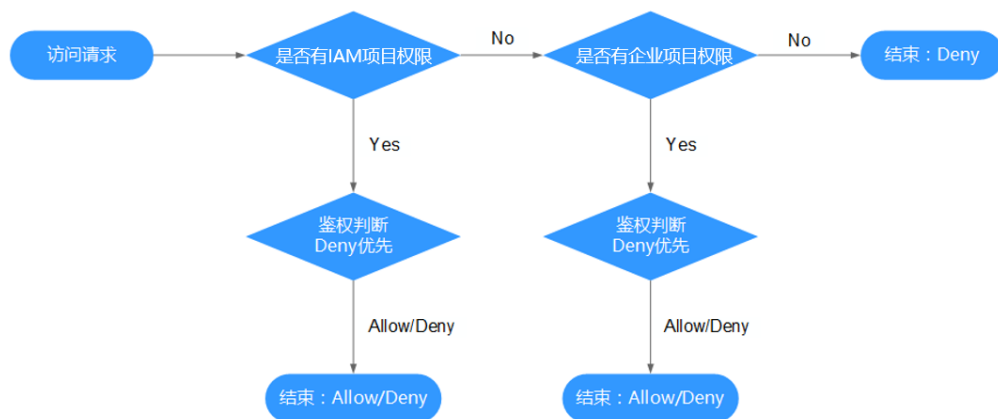 访问请求
是否有IAM项目权限
No
是否有企业项目权限
No
结束：Deny
Yes
Yes
鉴权判断
Deny优先
鉴权判断
Deny优先
Allow/Deny
Allow/Deny
结束：Allow/Deny
结束：Allow/Deny